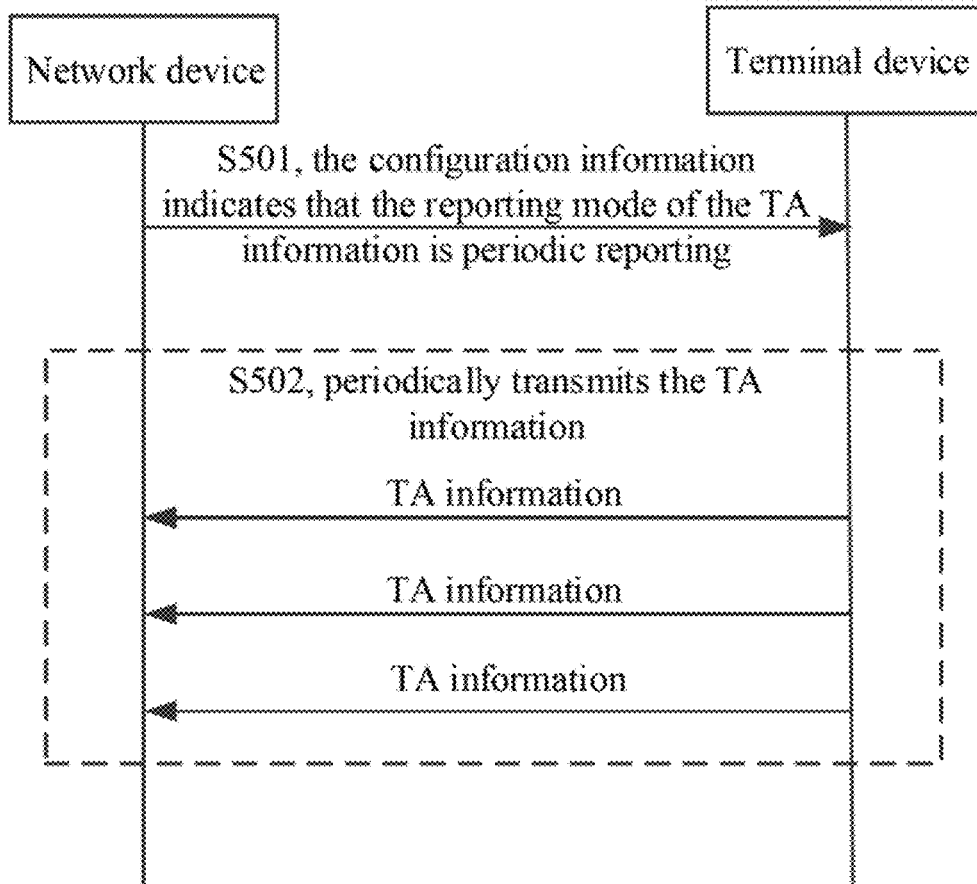 Network device
Terminal device
S501, the configuration information
indicates that the reporting mode of the TA
information is periodic reporting
S502, periodically transmits the TA
information
TA information
TA information
TA information